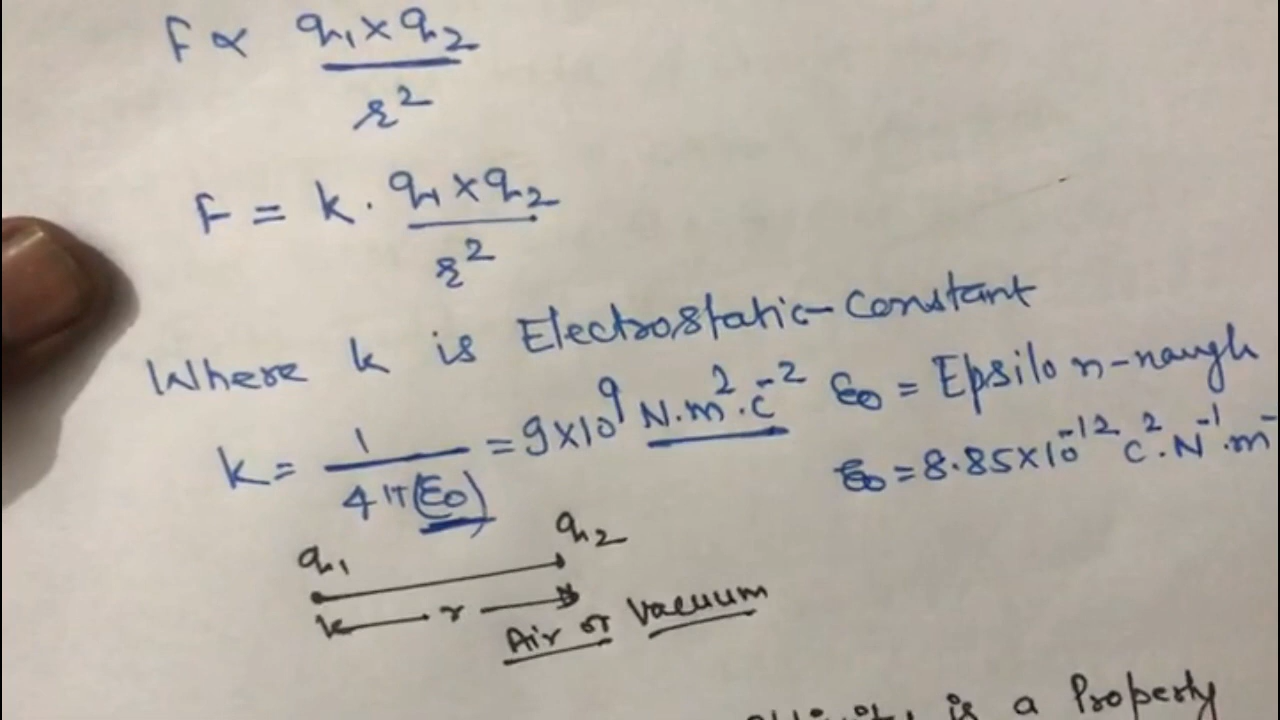 F ∝ q₁ × q₂ / r²
F = k · q₁ × q₂ / r²
Where k is Electrostatic-Constant
k = 1 / 4π(ε₀) = 9×10⁹ N.m².c⁻² ε₀ = Epsilon-naugh
ε₀ = 8.85×10⁻¹² c².N⁻¹.m⁻
q₁ q₂
r
Air or Vacuum
is a Property